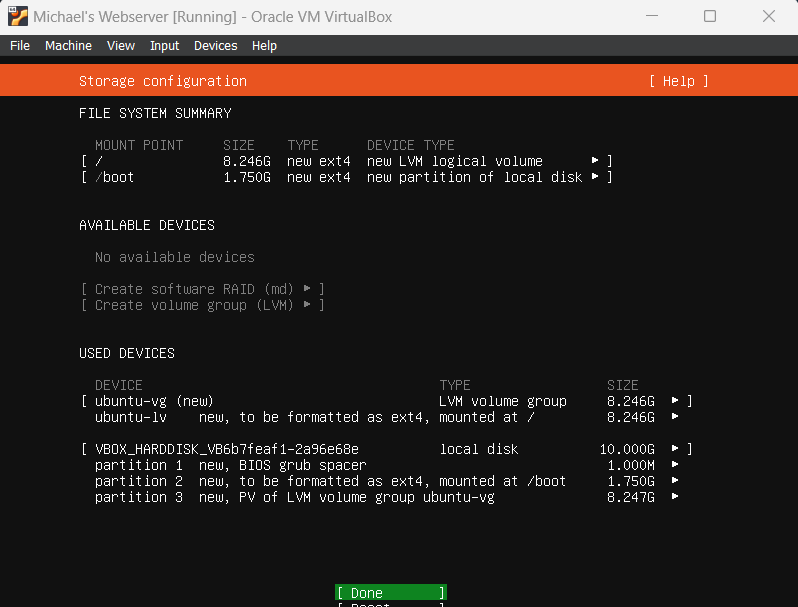 Michael's Webserver [Running] - Oracle VM VirtualBox
File Machine View Input Devices Help
Storage configuration [ Help ]
FILE SYSTEM SUMMARY
MOUNT POINT SIZE TYPE DEVICE TYPE
[ / 8.246G new ext4 new LVM logical volume ▸ ]
[ /boot 1.750G new ext4 new partition of local disk ▸ ]
AVAILABLE DEVICES
No available devices
[ Create software RAID (md) ▸ ]
[ Create volume group (LVM) ▸ ]
USED DEVICES
DEVICE TYPE SIZE
[ ubuntu-vg (new) LVM volume group 8.246G ▸ ]
ubuntu-lv new, to be formatted as ext4, mounted at / 8.246G ▸
[ VBOX_HARDDISK_VB6b7feaf1-2a96e68e local disk 10.000G ▸ ]
partition 1 new, BIOS grub spacer 1.000M ▸
partition 2 new, to be formatted as ext4, mounted at /boot 1.750G ▸
partition 3 new, PV of LVM volume group ubuntu-vg 8.247G ▸
[ Done ]
[ Reset ]